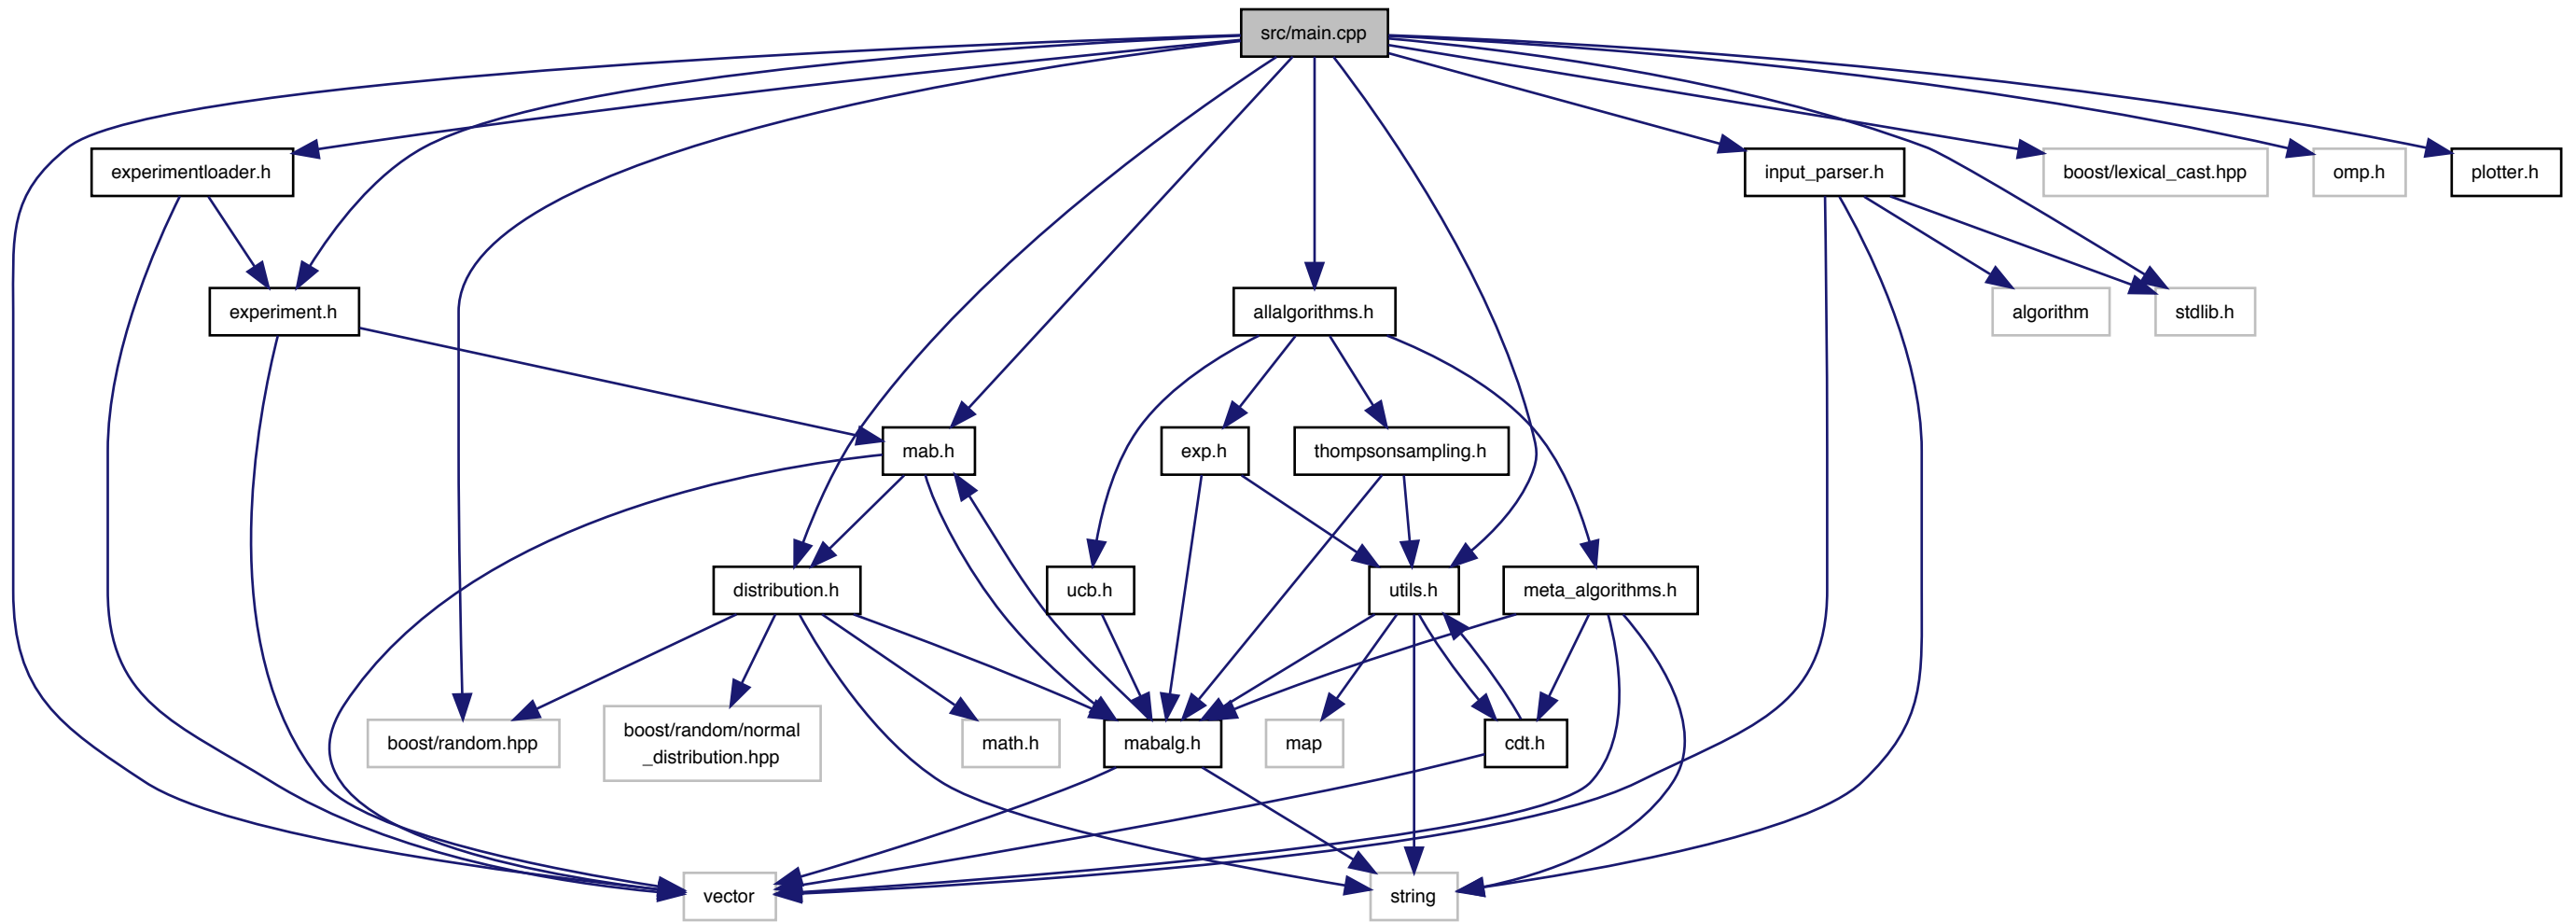 src/main.cpp
experimentloader.h
input_parser.h
boost/lexical_cast.hpp
omp.h
plotter.h
experiment.h
allalgorithms.h
algorithm
stdlib.h
mab.h
exp.h
thompsonsampling.h
distribution.h
ucb.h
utils.h
meta_algorithms.h
boost/random.hpp
boost/random/normal
_distribution.hpp
math.h
mabalg.h
map
cdt.h
vector
string